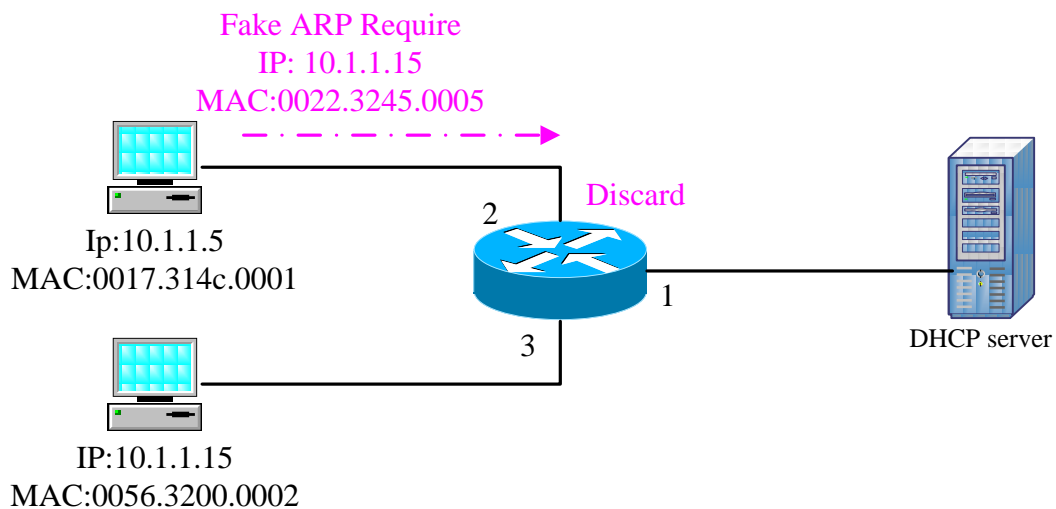 Fake ARP Require
IP: 10.1.1.15
MAC:0022.3245.0005
Discard
2
Ip:10.1.1.5
MAC:0017.314c.0001
1
3
DHCP server
IP:10.1.1.15
MAC:0056.3200.0002